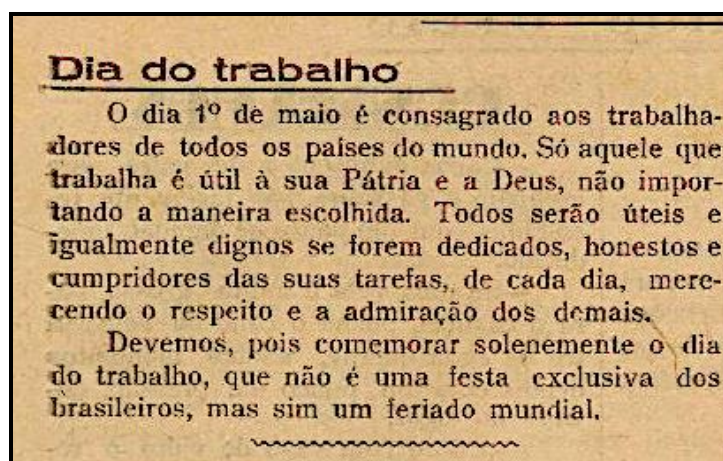 Dia do trabalho
O dia 1º de maio é consagrado aos trabalha-
dores de todos os países do mundo. Só aquele que
trabalha é útil à sua Pátria e a Deus, não impor-
tando a maneira escolhida. Todos serão úteis e
igualmente dignos se forem dedicados, honestos e
cumpridores das suas tarefas, de cada dia, mere-
cendo o respeito e a admiração dos demais.
Devemos, pois comemorar solenemente o dia
do trabalho, que não é uma festa exclusiva dos
brasileiros, mas sim um feriado mundial.